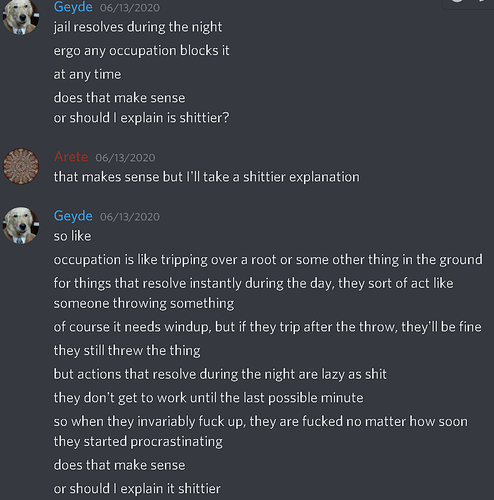 Geyde 06/13/2020
jail resolves during the night
ergo any occupation blocks it
at any time
does that make sense
or should I explain is shittier?
Arete 06/13/2020
that makes sense but I'll take a shittier explanation
Geyde 06/13/2020
so like
occupation is like tripping over a root or some other thing in the ground
for things that resolve instantly during the day, they sort of act like
someone throwing something
of course it needs windup, but if they trip after the throw, they'll be fine
they still threw the thing
but actions that resolve during the night are lazy as shit
they don't get to work until the last possible minute
so when they invariably fuck up, they are fucked no matter how soon
they started procrastinating
does that make sense
or should I explain it shittier